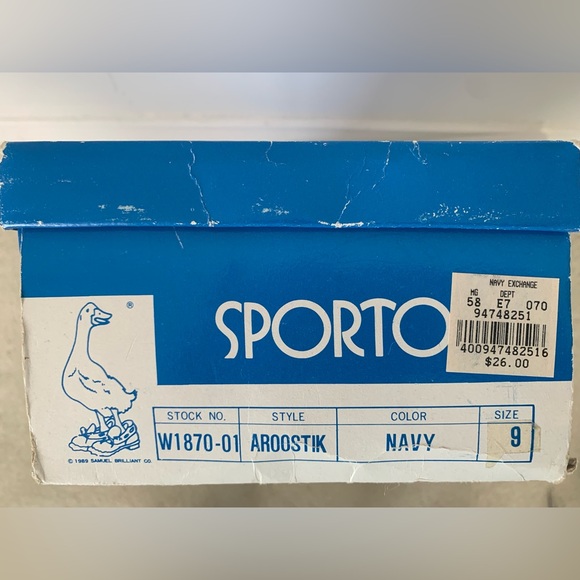 NAVY EXCHANGE
MG DEPT
58 E7 070
94748251
400947482516
$26.00
SPORTO
®
STOCK NO. STYLE COLOR SIZE
W1870-01 AROOSTIK NAVY 9
© 1989 SAMUEL BRILLIANT CO.